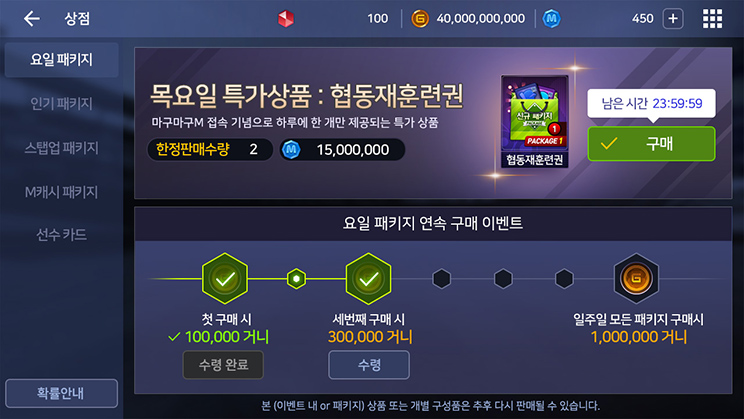 상점
100
G
40,000,000,000
M
450
+
요일 패키지
인기 패키지
스탭업 패키지
M캐시 패키지
선수 카드
확률안내
목요일 특가상품 : 협동재훈련권
마구마구M 접속 기념으로 하루에 한 개만 제공되는 특가 상품
한정판매수량 2
M 15,000,000
신규 패키지
PACKAGE
1
PACKAGE 1
협동재훈련권
남은 시간 23:59:59
구매
요일 패키지 연속 구매 이벤트
G
첫 구매 시
100,000 거니
수령 완료
세번째 구매 시
300,000 거니
수령
일주일 모든 패키지 구매시
1,000,000 거니
본 (이벤트 내 or 패키지) 상품 또는 개별 구성품은 추후 다시 판매될 수 있습니다.